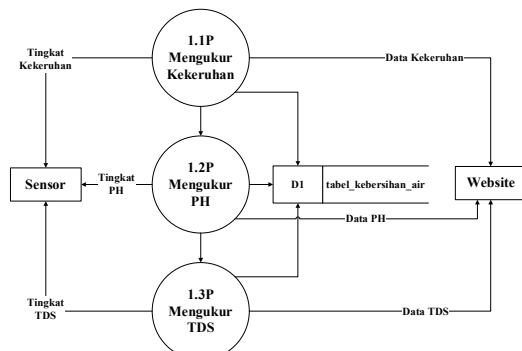 1.1P
Mengukur
Kekeruhan
Tingkat
Kekeruhan
Data Kekeruhan
1.2P
Mengukur
PH
Sensor
Tingkat
PH
D1
tabel_kebersihan_air
Website
Data PH
1.3P
Mengukur
TDS
Tingkat
TDS
Data TDS